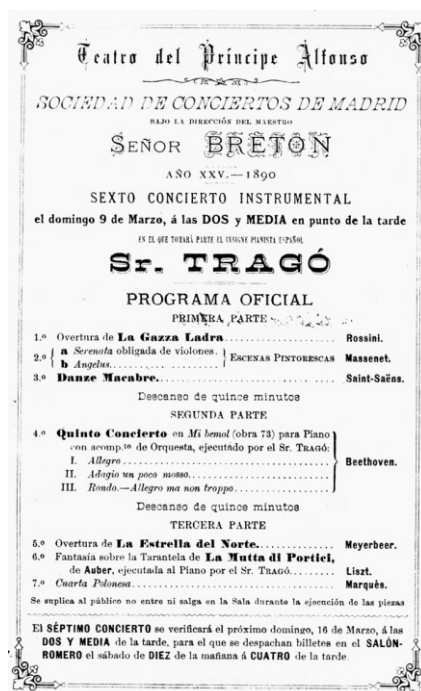 Teatro del Príncipe Alfonso
SOCIEDAD DE CONCIERTOS DE MADRID
BAJO LA DIRECCIÓN DEL MAESTRO
SEÑOR BRETON
AÑO XXV.—1890
SEXTO CONCIERTO INSTRUMENTAL
el domingo 9 de Marzo, á las DOS y MEDIA en punto de la tarde
EN EL QUE TOMARÁ PARTE EL INSIGNE PIANISTA ESPAÑOL
Sr. TRAGÓ
PROGRAMA OFICIAL
PRIMERA PARTE
1.º Overtura de La Gazza Ladra. Rossini.
2.º a Serenata obligada de violones. b Angelus. ESCENAS PINTORESCAS Massenet.
3.º Danze Macabre. Saint-Saëns.
Descanso de quince minutos
SEGUNDA PARTE
4.º Quinto Concierto en Mi bemol (obra 73) para Piano
con acomp.to de Orquesta, ejecutado por el Sr. TRAGÓ:
I. Allegro
II. Adagio un poco mosso. Beethoven.
III. Rondo.—Allegro ma non troppo
Descanso de quince minutos
TERCERA PARTE
5.º Overtura de La Estrella del Norte. Meyerbeer.
6.º Fantasía sobre la Tarantela de La Mutta di Portici,
de Auber, ejecutada al Piano por el Sr. TRAGÓ. Liszt.
7.º Cuarta Polonesa Marqués.
Se suplica al público no entre ni salga en la Sala durante la ejecución de las piezas
El SÉPTIMO CONCIERTO se verificará el próximo domingo, 16 de Marzo, á las
DOS Y MEDIA de la tarde, para el que se despachan billetes en el SALÓN-
ROMERO el sábado de DIEZ de la mañana á CUATRO de la tarde.